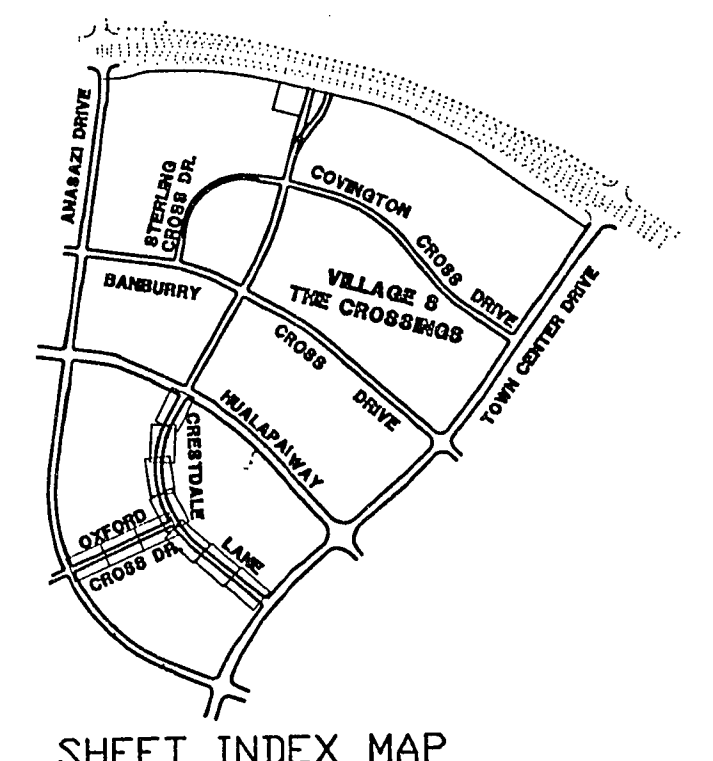 ANASAZI DRIVE
STERLING
CROSS DR.
COVINGTON
CROSS DRIVE
BANBURRY
CROSS DRIVE
VILLAGE 8
THE CROSSINGS
TOWN CENTER DRIVE
HUALAPAI WAY
CRESTDALE
LANE
OXFORD
CROSS DR.
SHEET INDEX MAP